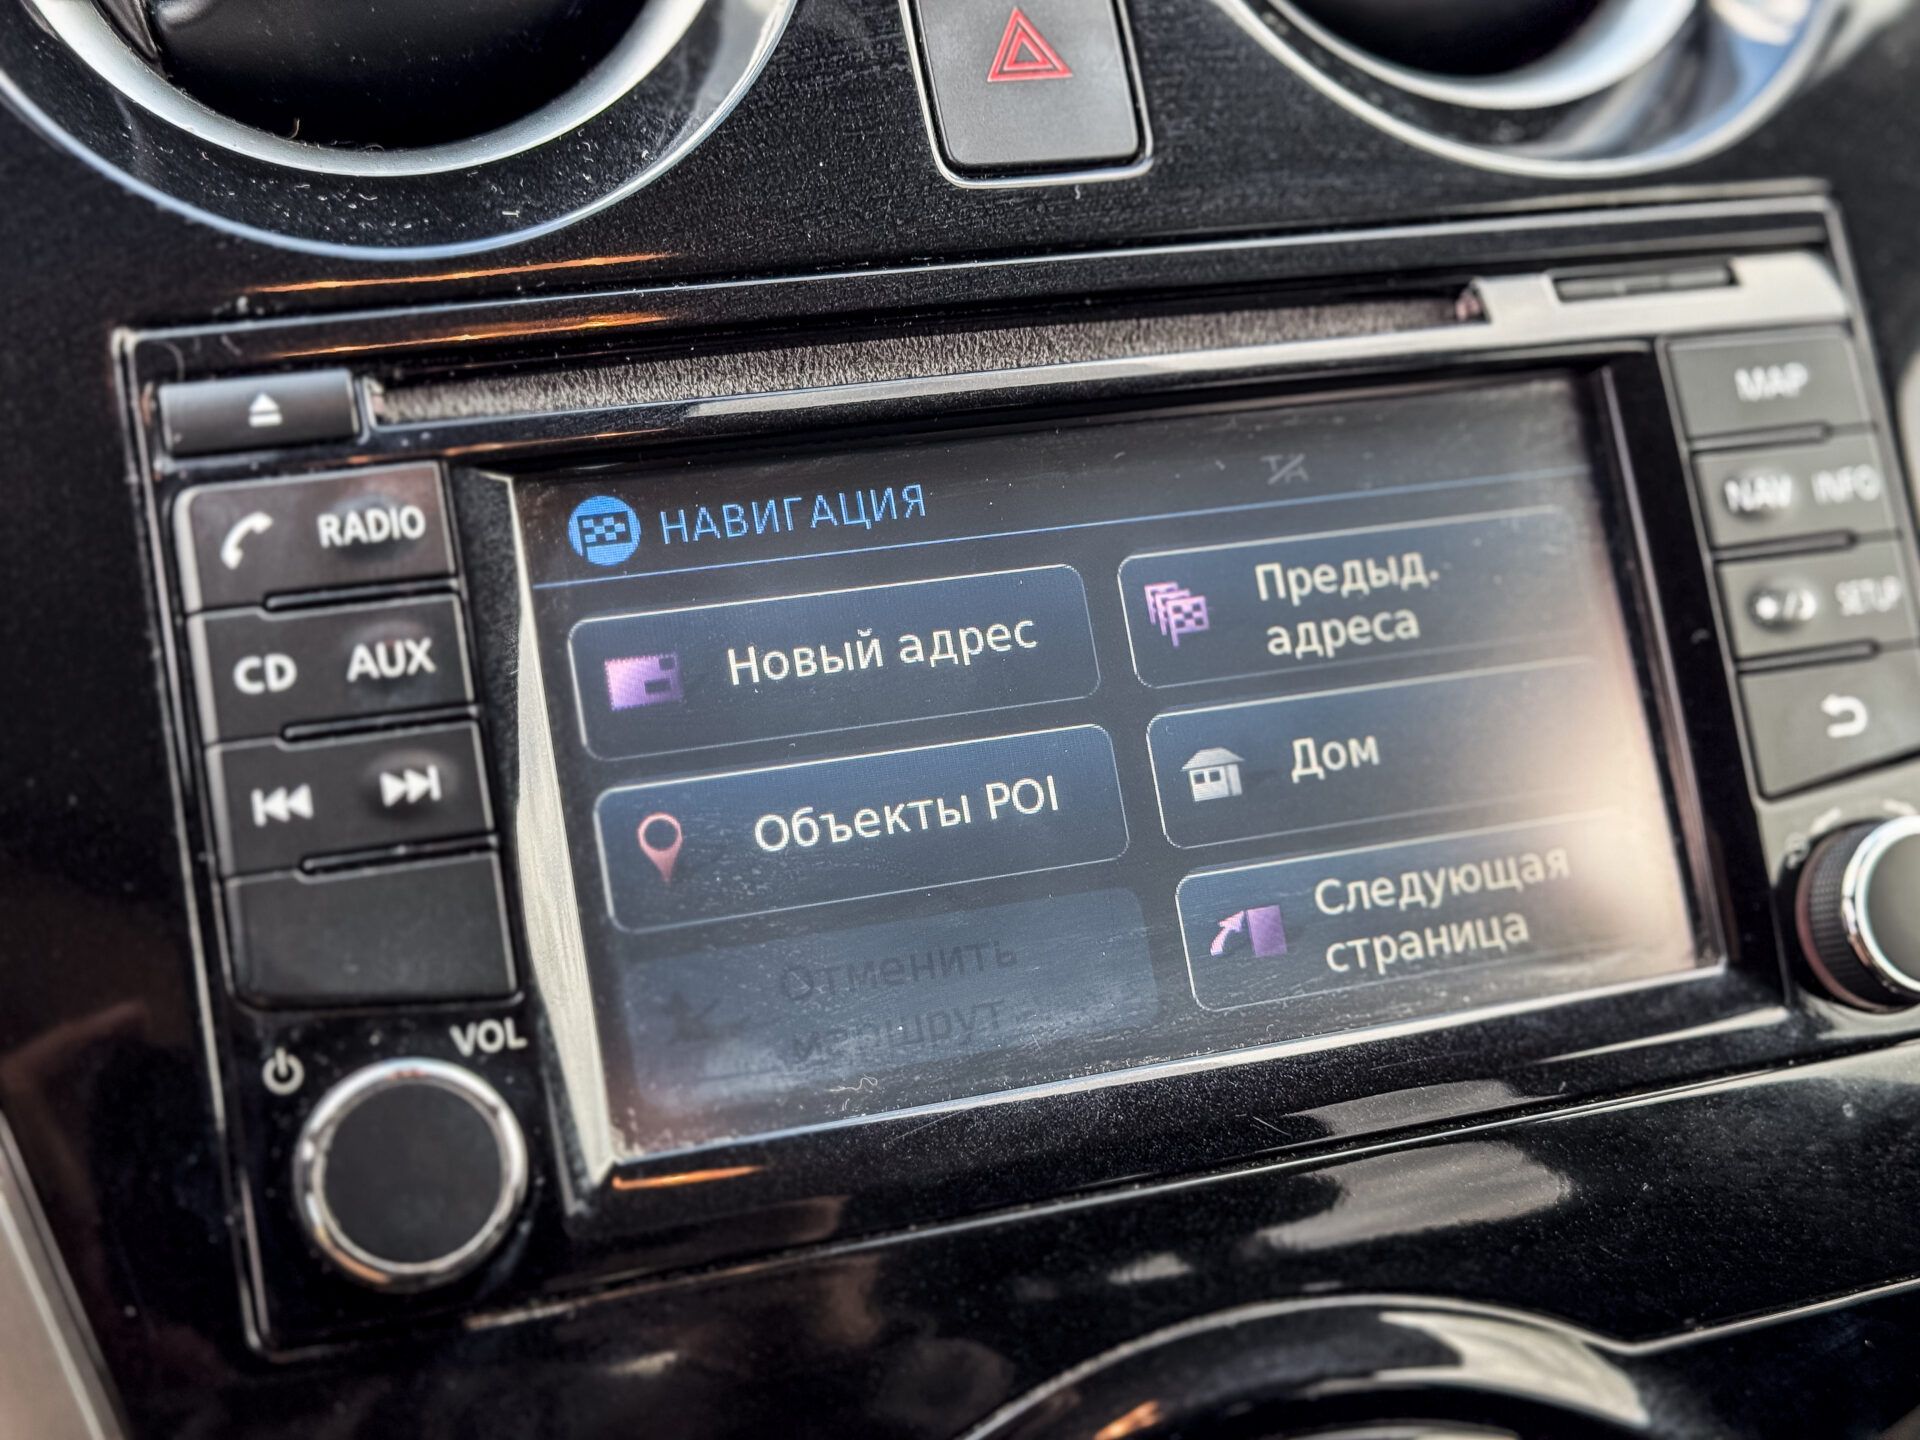 MAP
RADIO
НАВИГАЦИЯ
TA
NAV INFO
CD AUX
Новый адрес
Предыд.
адреса
SETUP
Объекты POI
Дом
Отменить
маршрут
Следующая
страница
VOL